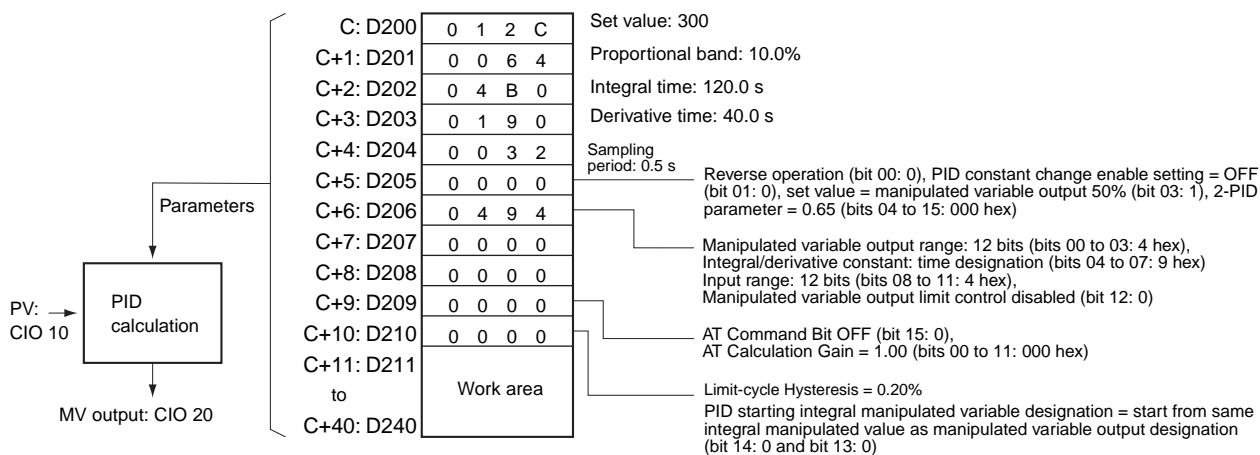 C: D200 0 1 2 C Set value: 300
C+1: D201 0 0 6 4 Proportional band: 10.0%
C+2: D202 0 4 B 0 Integral time: 120.0 s
C+3: D203 0 1 9 0 Derivative time: 40.0 s
C+4: D204 0 0 3 2 Sampling
period: 0.5 s
C+5: D205 0 0 0 0
Reverse operation (bit 00: 0), PID constant change enable setting = OFF
(bit 01: 0), set value = manipulated variable output 50% (bit 03: 1), 2-PID
parameter = 0.65 (bits 04 to 15: 000 hex)
Parameters
C+6: D206 0 4 9 4
Manipulated variable output range: 12 bits (bits 00 to 03: 4 hex),
Integral/derivative constant: time designation (bits 04 to 07: 9 hex)
Input range: 12 bits (bits 08 to 11: 4 hex),
Manipulated variable output limit control disabled (bit 12: 0)
C+7: D207 0 0 0 0
C+8: D208 0 0 0 0
C+9: D209 0 0 0 0
AT Command Bit OFF (bit 15: 0),
AT Calculation Gain = 1.00 (bits 00 to 11: 000 hex)
PV:
CIO 10
PID
calculation
C+10: D210 0 0 0 0
Limit-cycle Hysteresis = 0.20%
PID starting integral manipulated variable designation = start from same
integral manipulated value as manipulated variable output designation
(bit 14: 0 and bit 13: 0)
C+11: D211
to
C+40: D240
Work area
MV output: CIO 20